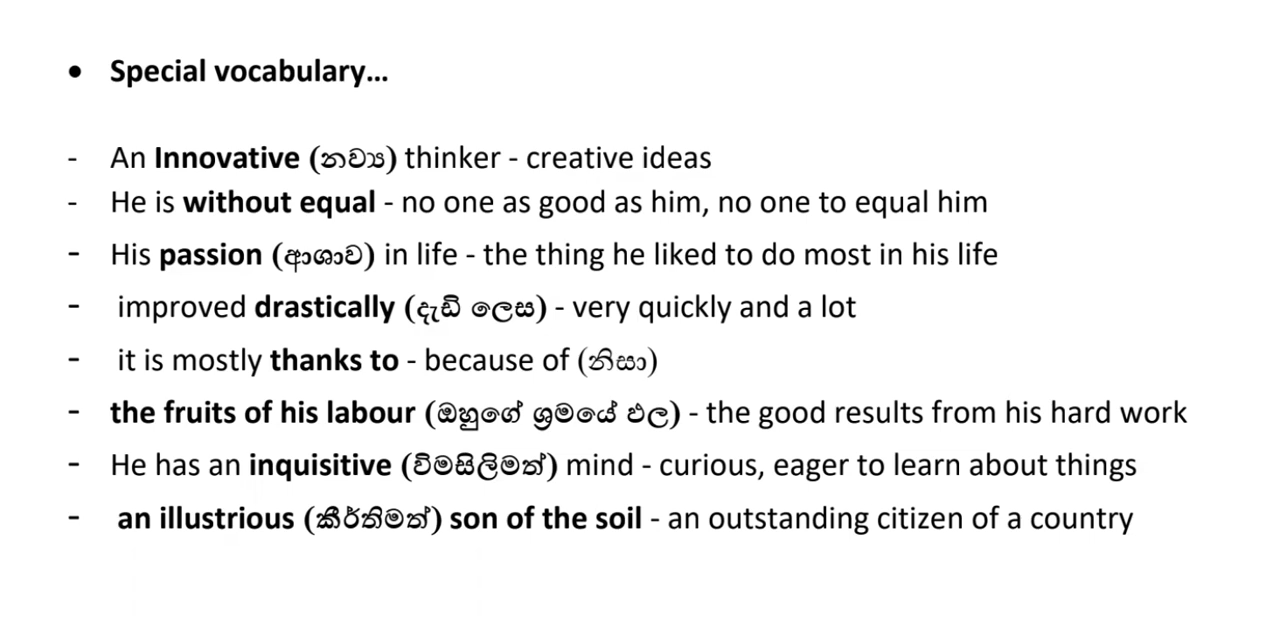 • Special vocabulary...
- An Innovative (නව්‍ය) thinker - creative ideas
- He is without equal - no one as good as him, no one to equal him
- His passion (ආශාව) in life - the thing he liked to do most in his life
- improved drastically (දැඩි ලෙස) - very quickly and a lot
- it is mostly thanks to - because of (නිසා)
- the fruits of his labour (ඔහුගේ ශ්‍රමයේ ඵල) - the good results from his hard work
- He has an inquisitive (විමසිලිමත්) mind - curious, eager to learn about things
- an illustrious (කීර්තිමත්) son of the soil - an outstanding citizen of a country